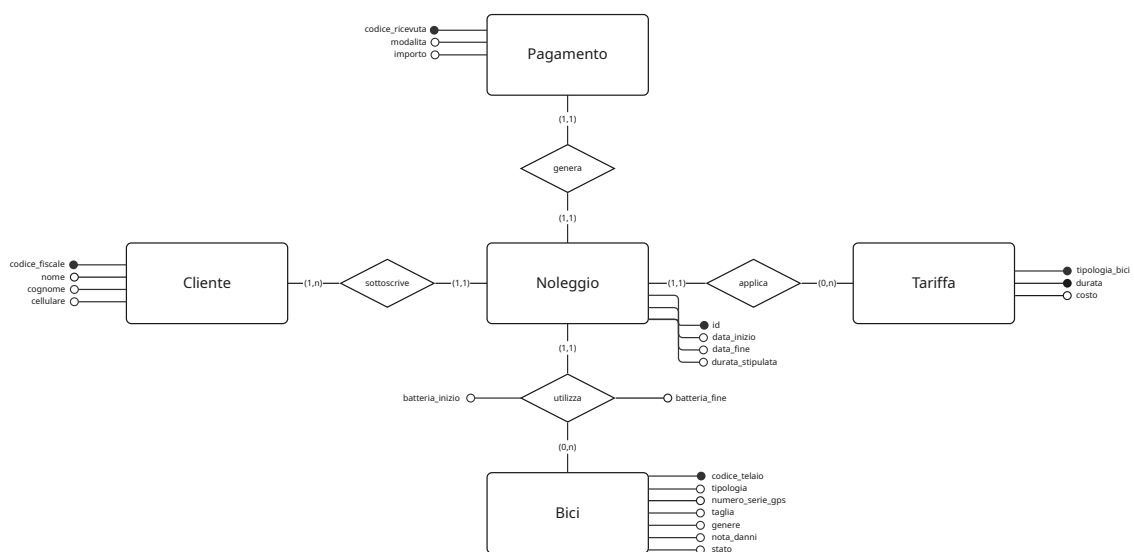 codice_ricevuta
modalita
importo
Pagamento
(1,1)
genera
(1,1)
codice_fiscale
nome
cognome
cellulare
Cliente
(1,n)
sottoscrive
(1,1)
Noleggio
(1,1)
applica
(0,n)
Tariffa
tipologia_bici
durata
costo
id
data_inizio
data_fine
durata_stipulata
(1,1)
batteria_inizio
utilizza
batteria_fine
(0,n)
Bici
codice_telaio
tipologia
numero_serie_gps
taglia
genere
nota_danni
stato